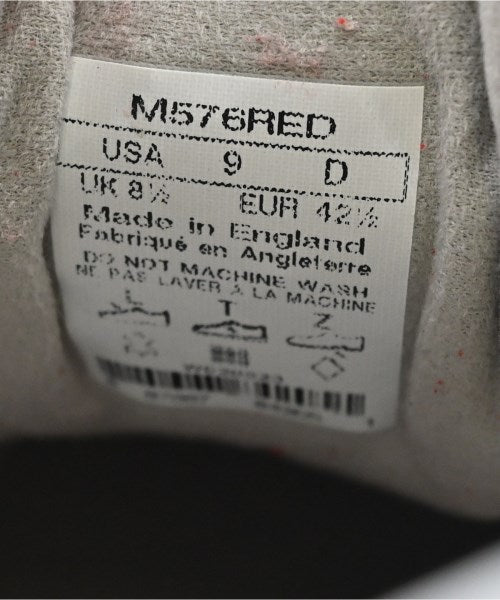 M576RED
USA 9 D
UK 8½ EUR 42½
Made in England
Fabriqué en Angleterre
DO NOT MACHINE WASH
NE PAS LAVER À LA MACHINE
L T Z